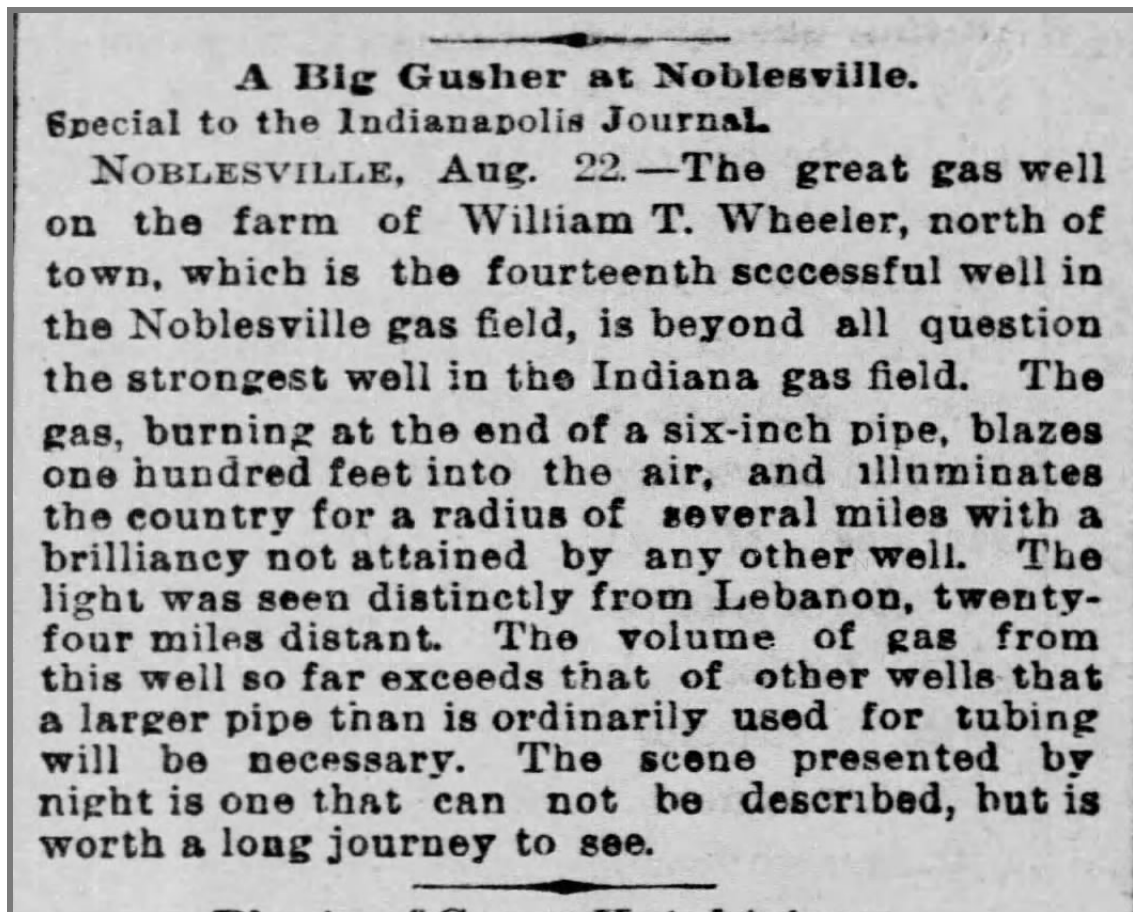 A Big Gusher at Noblesville.
Special to the Indianapolis Journal.
NOBLESVILLE, Aug. 22.—The great gas well
on the farm of William T. Wheeler, north of
town, which is the fourteenth scccessful well in
the Noblesville gas field, is beyond all question
the strongest well in the Indiana gas field. The
gas, burning at the end of a six-inch pipe, blazes
one hundred feet into the air, and illuminates
the country for a radius of several miles with a
brilliancy not attained by any other well. The
light was seen distinctly from Lebanon, twenty-
four miles distant. The volume of gas from
this well so far exceeds that of other wells that
a larger pipe than is ordinarily used for tubing
will be necessary. The scene presented by
night is one that can not be described, but is
worth a long journey to see.